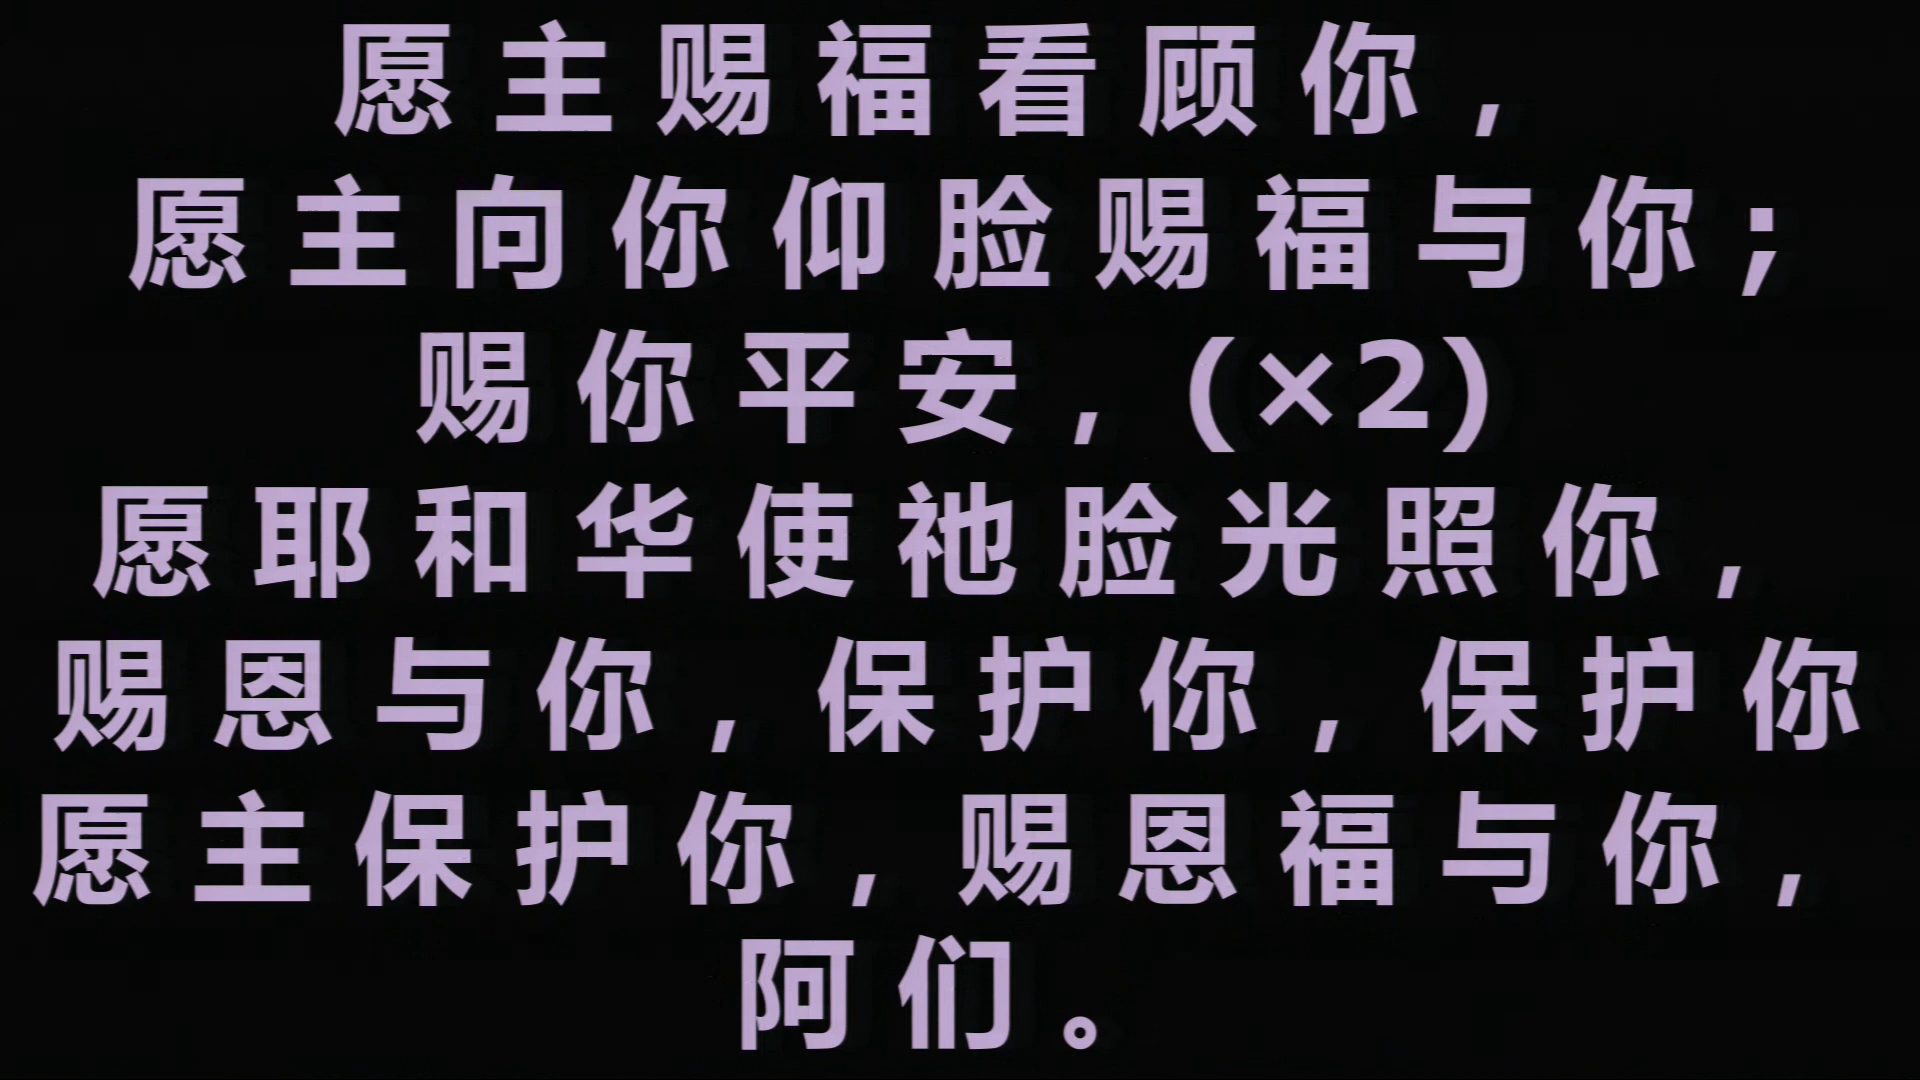 愿主赐福看顾你,
愿主向你仰脸赐福与你;
赐你平安,(×2)
愿耶和华使祂脸光照你,
赐恩与你,保护你,保护你
愿主保护你,赐恩福与你,
阿们。